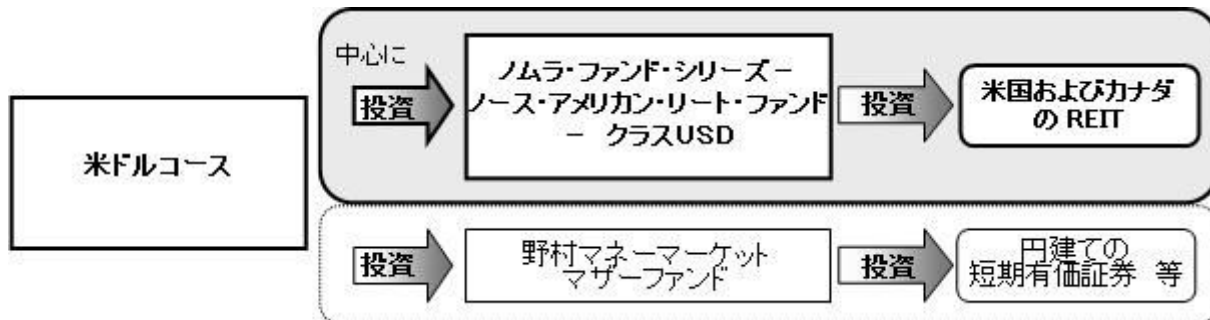 米ドルコース
中心に
投資
ノムラ・ファンド・シリーズ－
ノース・アメリカン・リート・ファンド
－ クラスUSD
投資
米国およびカナダ
の REIT
投資
野村マネーマーケット
マザーファンド
投資
円建ての
短期有価証券 等